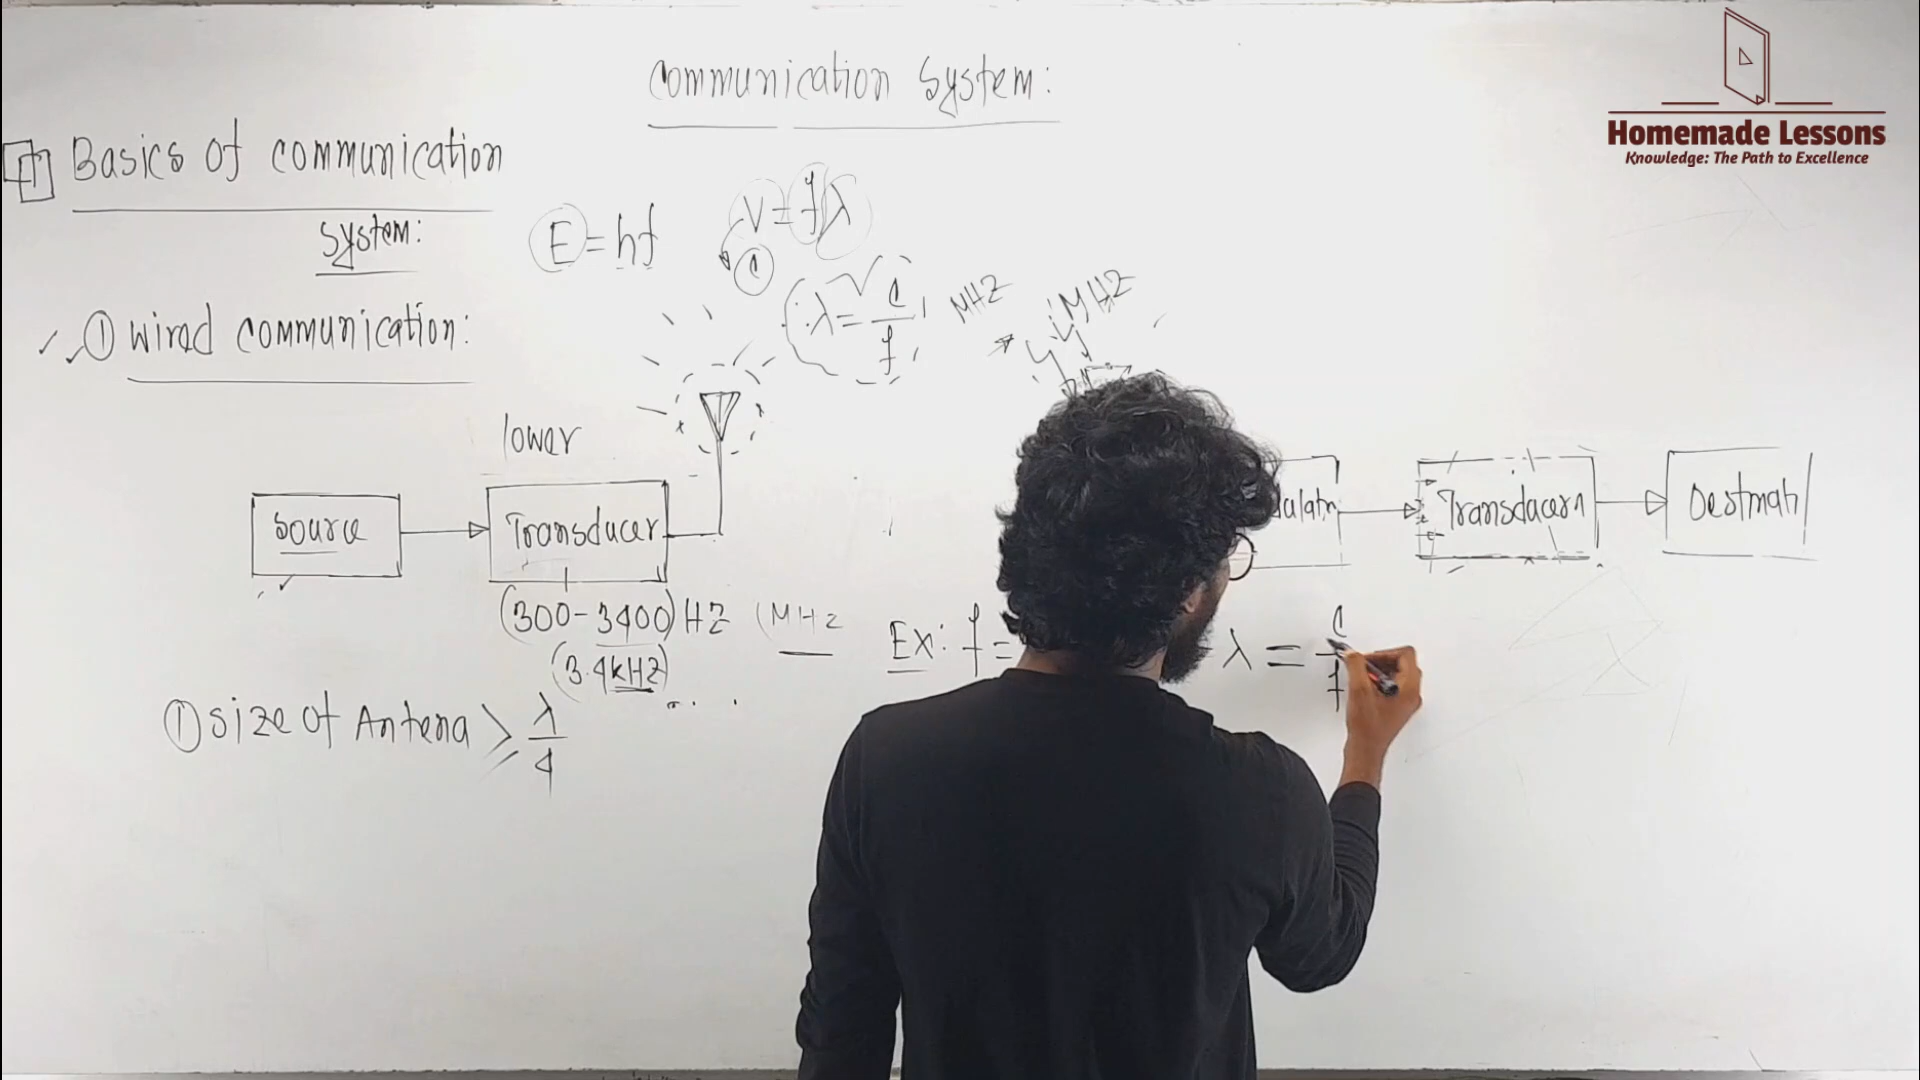 Communication System:
Homemade Lessons
Knowledge: The Path to Excellence
Basics of communication
System:
E = hf
V = fλ
C
∴ λ = C/f
MHZ
MHZ
① wired communication:
lower
Source
Transducer
Transducer
(300-3400) HZ (MHz
(3.4kHZ)
Ex: f =
λ = C/f
① size of Antena ≥ λ/4